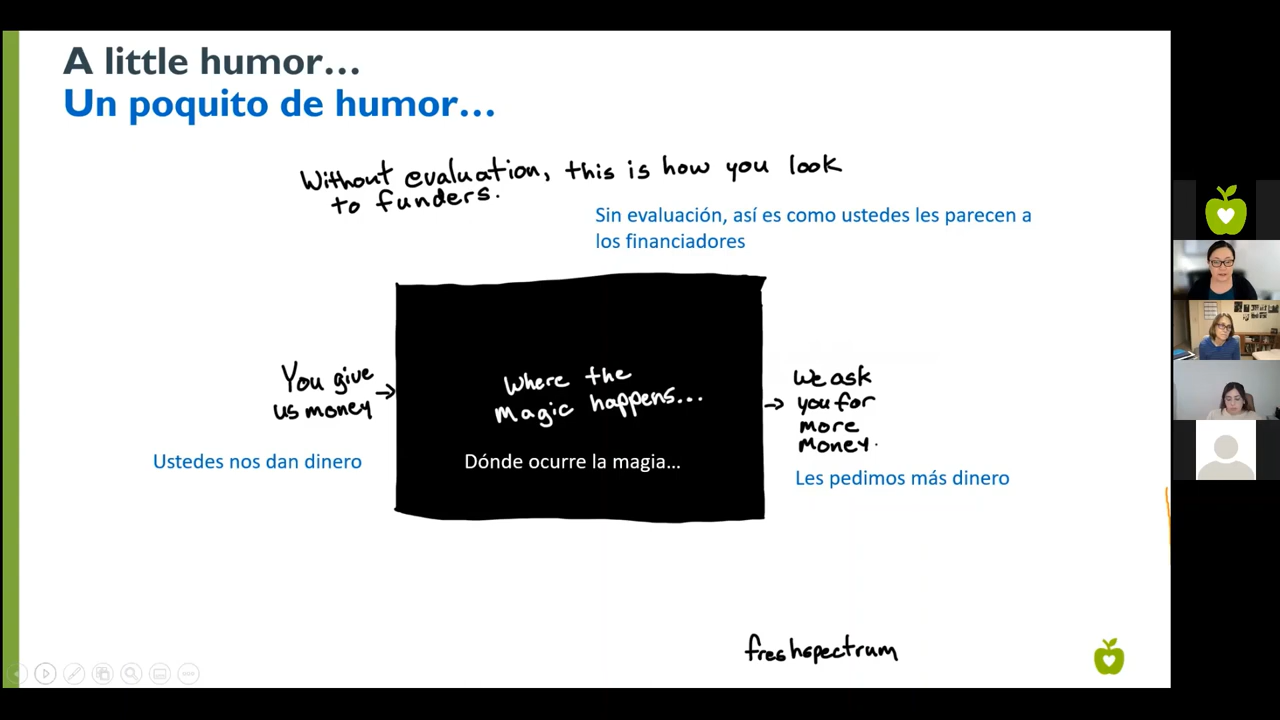 A little humor...
Un poquito de humor...
Without evaluation, this is how you look
to funders.
Sin evaluación, así es como ustedes les parecen a
los financiadores
You give
us money
Ustedes nos dan dinero
Where the
Magic happens...
Dónde ocurre la magia...
We ask
you for
more
money.
Les pedimos más dinero
freshspectrum